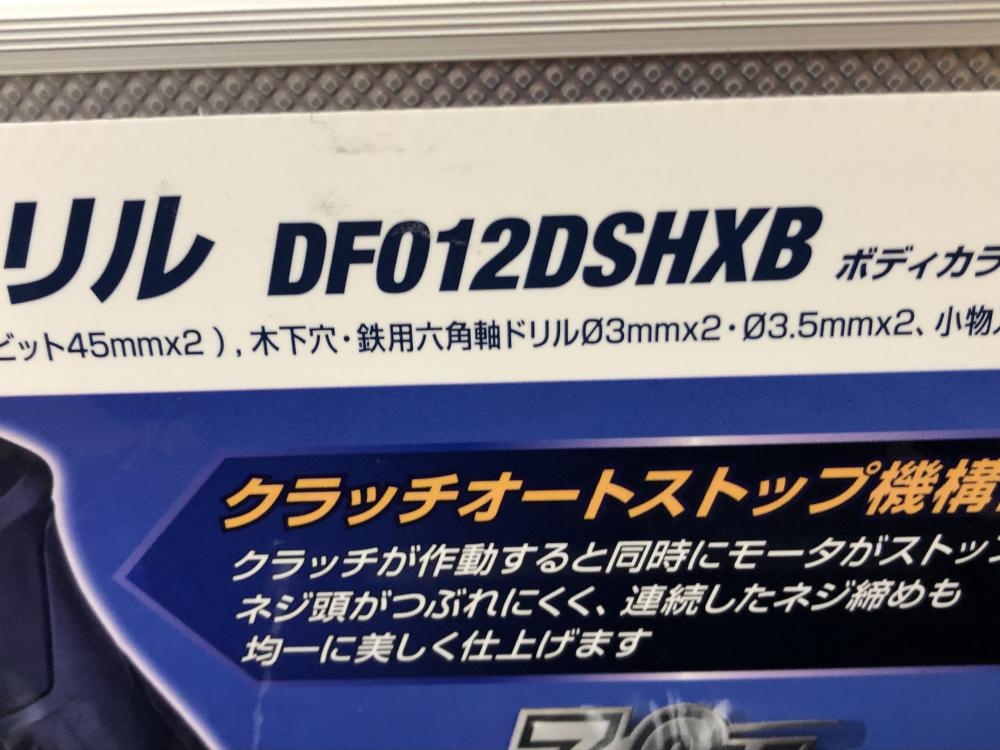 リル DF012DSHXB ボディカラ
ビット45mmx2 ) , 木下穴・鉄用六角軸ドリルØ3mmx2・Ø3.5mmx2、小物
クラッチオートストップ機構
クラッチが作動すると同時にモータがストップ
ネジ頭がつぶれにくく、連続したネジ締めも
均一に美しく仕上げます